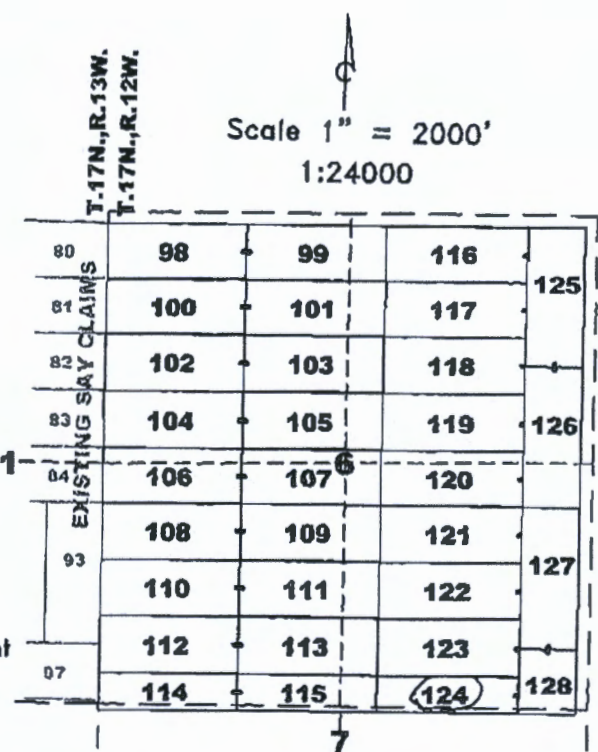 T.17N.,R.13W.
T.17N.,R.12W.
Scale 1" = 2000'
1:24000
80 98 99 116 125
81 100 101 117
82 102 103 118
83 104 105 119 126
1 84 106 107 6 120
EXISTING SAY CLAIMS
93 108 109 121 127
110 111 122
112 113 123
97 114 115 124 128
7